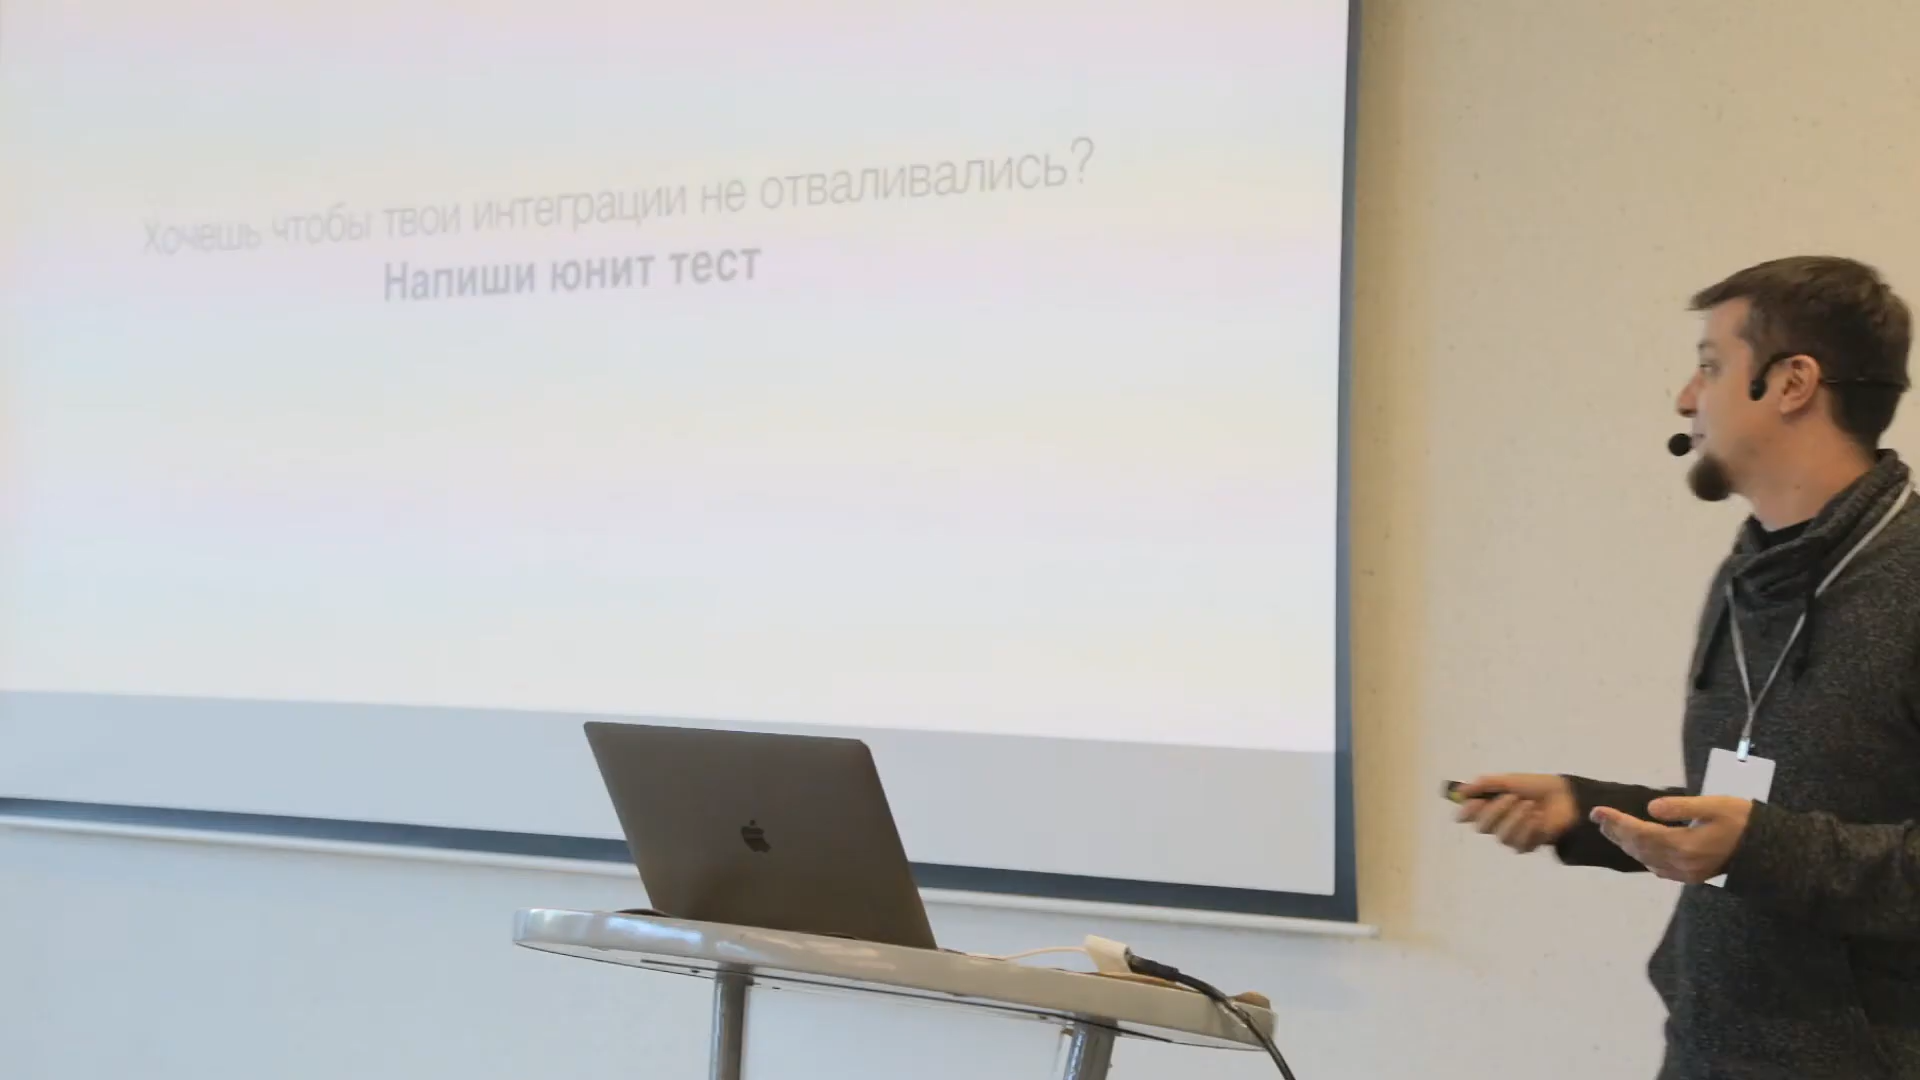 Хочешь чтобы твои интеграции не отваливались?
Напиши юнит тест